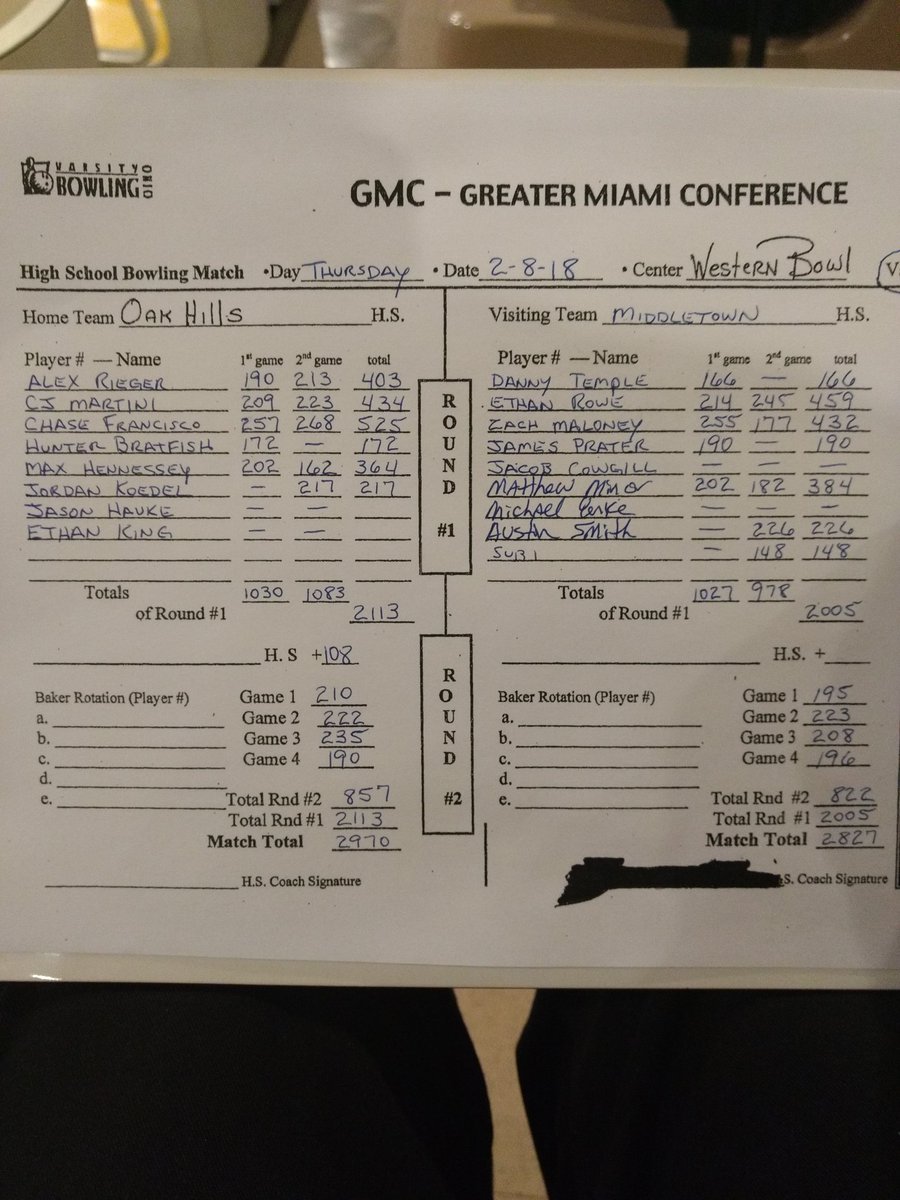 VARSITY BOWLING OHIO
GMC – GREATER MIAMI CONFERENCE
High School Bowling Match •Day THURSDAY • Date 2-8-18 • Center WESTERN BOWL V
Home Team OAK HILLS H.S.
Player # — Name 1st game 2nd game total
ALEX RIEGER 190 213 403
CJ MARTINI 209 223 434
CHASE FRANCISCO 257 268 525
HUNTER BRATFISH 172 — 172
MAX HENNESSEY 202 162 364
JORDAN KOEDEL — 217 217
JASON HAUKE — —
ETHAN KING — —
Totals 1030 1083
of Round #1 2113
H. S +108
ROUND #1
Visiting Team MIDDLETOWN H.S.
Player # — Name 1st game 2nd game total
DANNY TEMPLE 166 — 166
ETHAN ROWE 214 245 459
ZACH MALONEY 255 177 432
JAMES PRATER 190 — 190
JACOB COWGILL — — —
Matthew Minor 202 182 384
Michael — — —
Austin Smith — 226 226
SUB 1 — 148 148
Totals 1027 978
of Round #1 2005
H.S. +
Baker Rotation (Player #) Game 1 210
a. Game 2 222
b. Game 3 235
c. Game 4 190
d.
e. Total Rnd #2 857
Total Rnd #1 2113
Match Total 2970
H.S. Coach Signature
ROUND #2
Baker Rotation (Player #) Game 1 195
a. Game 2 223
b. Game 3 208
c. Game 4 196
d.
e. Total Rnd #2 822
Total Rnd #1 2005
Match Total 2827
S. Coach Signature